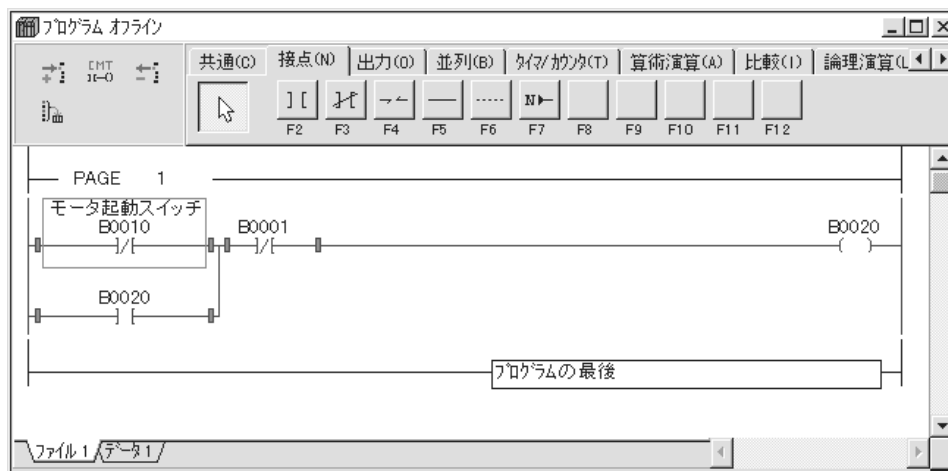 ﾌﾟﾛｸﾞﾗﾑ ｵﾌﾗｲﾝ
CMT
共通(C) 接点(N) 出力(O) 並列(B) ﾀｲﾏ/ｶｳﾝﾀ(T) 算術演算(A) 比較(I) 論理演算(L
N
F2 F3 F4 F5 F6 F7 F8 F9 F10 F11 F12
PAGE 1
モータ起動スイッチ
B0010 B0001 B0020
B0020
ﾌﾟﾛｸﾞﾗﾑの最後
ﾌｧｲﾙ 1 ﾃﾞｰﾀ 1